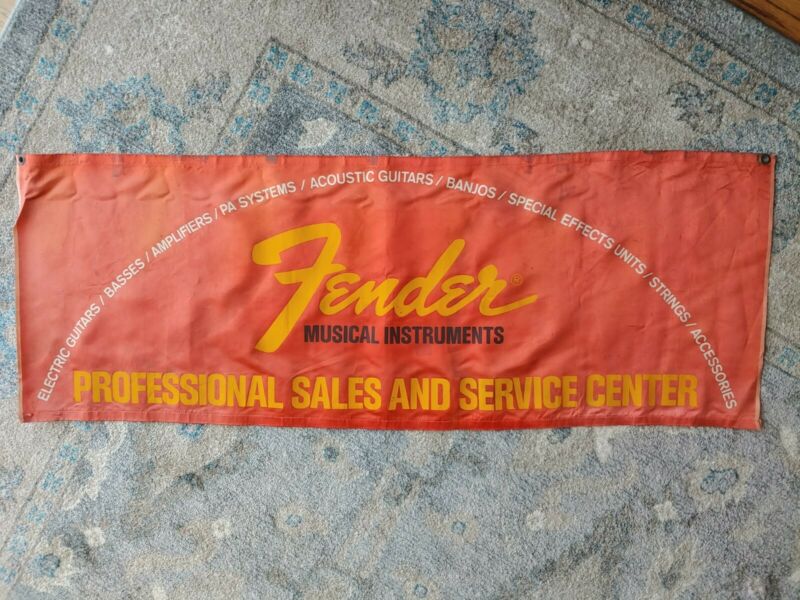 ELECTRIC GUITARS / BASSES / AMPLIFIERS / PA SYSTEMS / ACOUSTIC GUITARS / BANJOS / SPECIAL EFFECTS UNITS / STRINGS / ACCESSORIES
Fender®
MUSICAL INSTRUMENTS
PROFESSIONAL SALES AND SERVICE CENTER